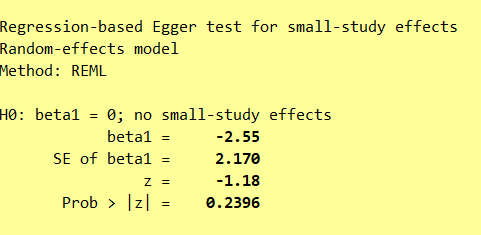 Regression-based Egger test for small-study effects
Random-effects model
Method: REML
H0: beta1 = 0; no small-study effects
beta1 = -2.55
SE of beta1 = 2.170
z = -1.18
Prob > |z| = 0.2396